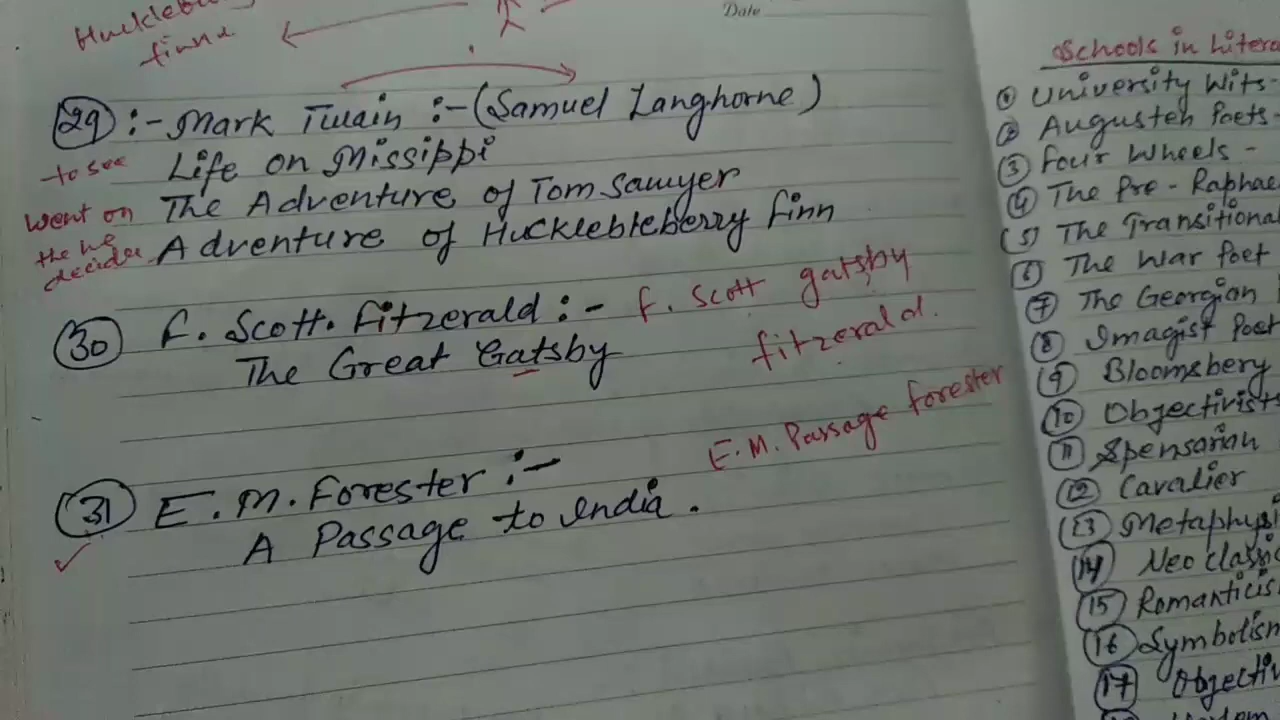 Huckleb
finn
Date
29 :- Mark Twain :- (Samuel Langhorne)
to see Life on Missippi
went on The Adventure of Tom Sawyer
the he
decides Adventure of Hucklebleberry Finn
30 F. Scott. Fitzerald :- F. Scott gatsby
fitzerald.
The Great Gatsby
31 E.M. Forester :- E.M. Passage forester
A Passage to India.
Schools in Litera
1 University Wits-
2 Augusten Poets-
3 Four Wheels -
4 The Pre - Raphae
(5) The Transitional
6 The War Poet
7 The Georgian
8 Imagist Poet
9 Bloomsbery
10 Objectivists
11 Spensarian
12 Cavalier
13 Metaphysi
14 Neo classic
15 Romanticis
16 Symbolism
17 Objectiv